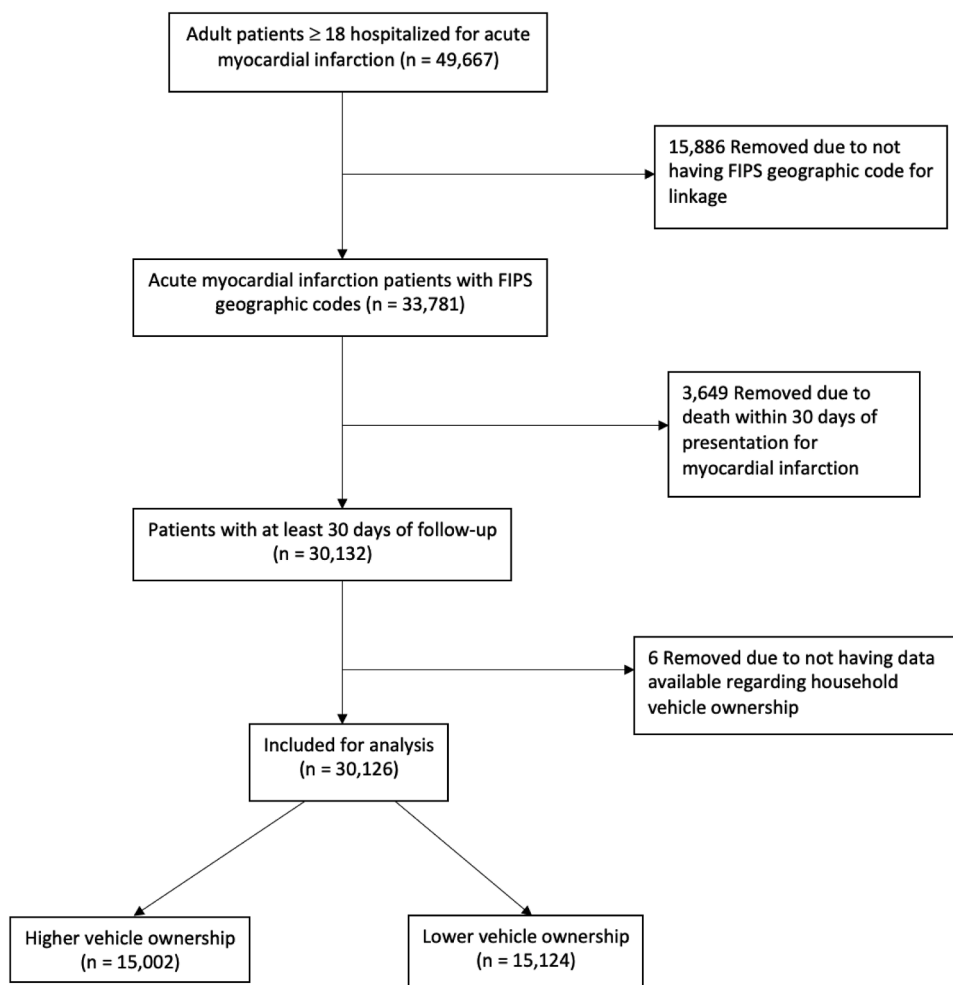 Adult patients ≥ 18 hospitalized for acute
myocardial infarction (n = 49,667)
15,886 Removed due to not
having FIPS geographic code for
linkage
Acute myocardial infarction patients with FIPS
geographic codes (n = 33,781)
3,649 Removed due to
death within 30 days of
presentation for
myocardial infarction
Patients with at least 30 days of follow-up
(n = 30,132)
6 Removed due to not having data
available regarding household
vehicle ownership
Included for analysis
(n = 30,126)
Higher vehicle ownership
(n = 15,002)
Lower vehicle ownership
(n = 15,124)